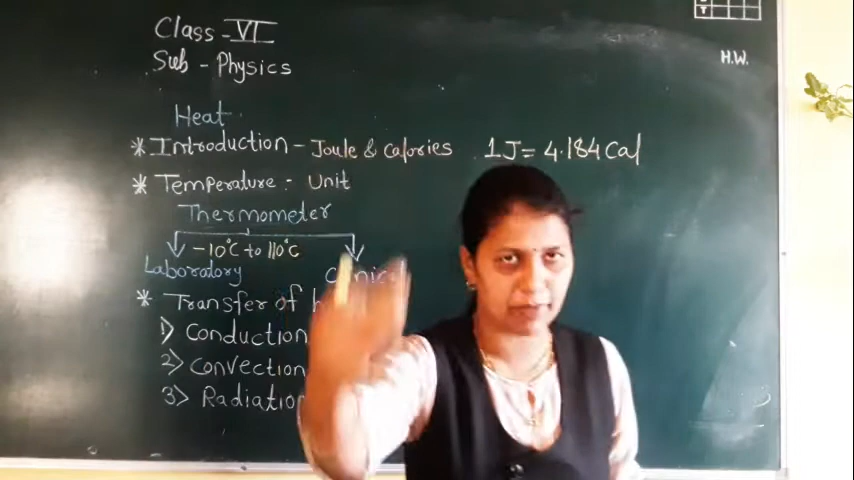 Class - VI
Sub - Physics
H.W.
Heat
* Introduction - Joule & Calories 1J = 4.184 Cal
* Temperature - Unit
Thermometer
-10°C to 110°C
Laboratory
* Transfer of
1) Conduction
2) Convection
3) Radiation